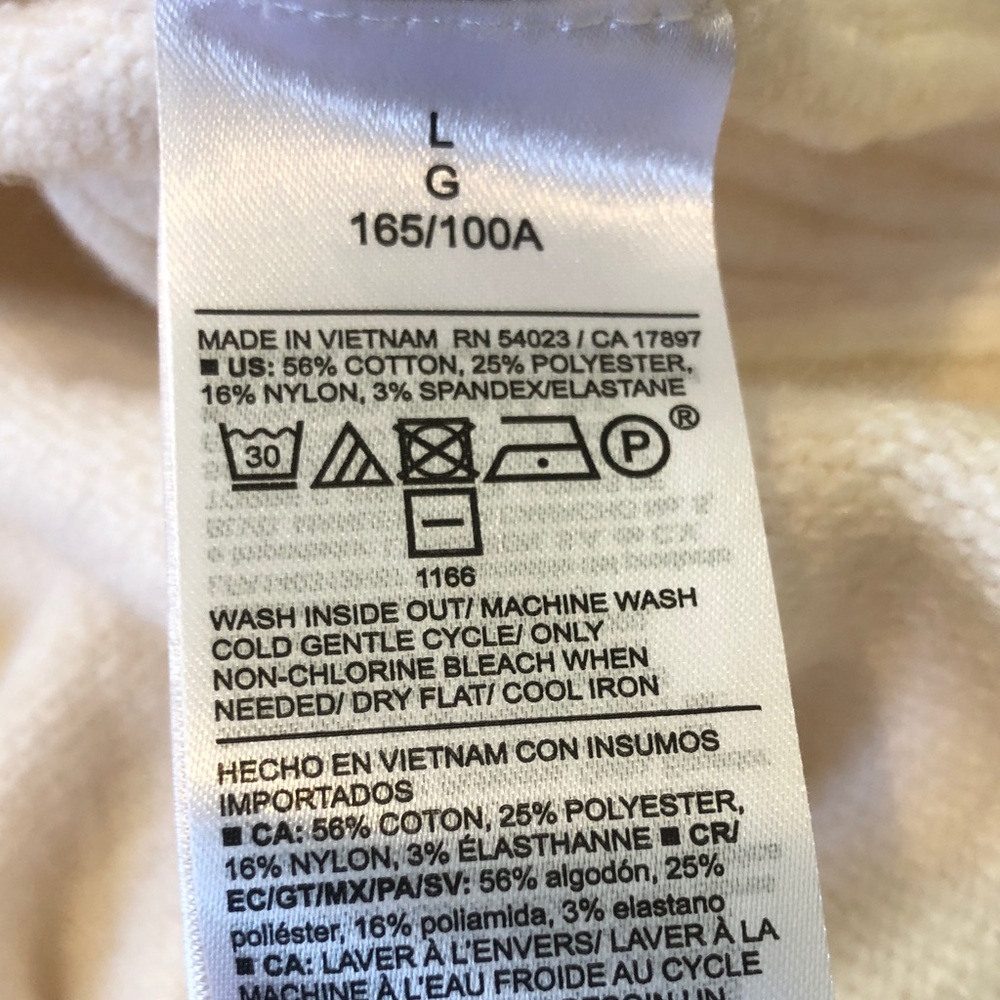 L
G
165/100A
MADE IN VIETNAM RN 54023 / CA 17897
■ US: 56% COTTON, 25% POLYESTER,
16% NYLON, 3% SPANDEX/ELASTANE
30 P ®
1166
WASH INSIDE OUT/ MACHINE WASH
COLD GENTLE CYCLE/ ONLY
NON-CHLORINE BLEACH WHEN
NEEDED/ DRY FLAT/ COOL IRON
HECHO EN VIETNAM CON INSUMOS
IMPORTADOS
■ CA: 56% COTON, 25% POLYESTER,
16% NYLON, 3% ÉLASTHANNE ■ CR/
EC/GT/MX/PA/SV: 56% algodón, 25%
poliéster, 16% poliamida, 3% elastano
■ CA: LAVER À L'ENVERS/ LAVER À LA
MACHINE À L'EAU FROIDE AU CYCLE